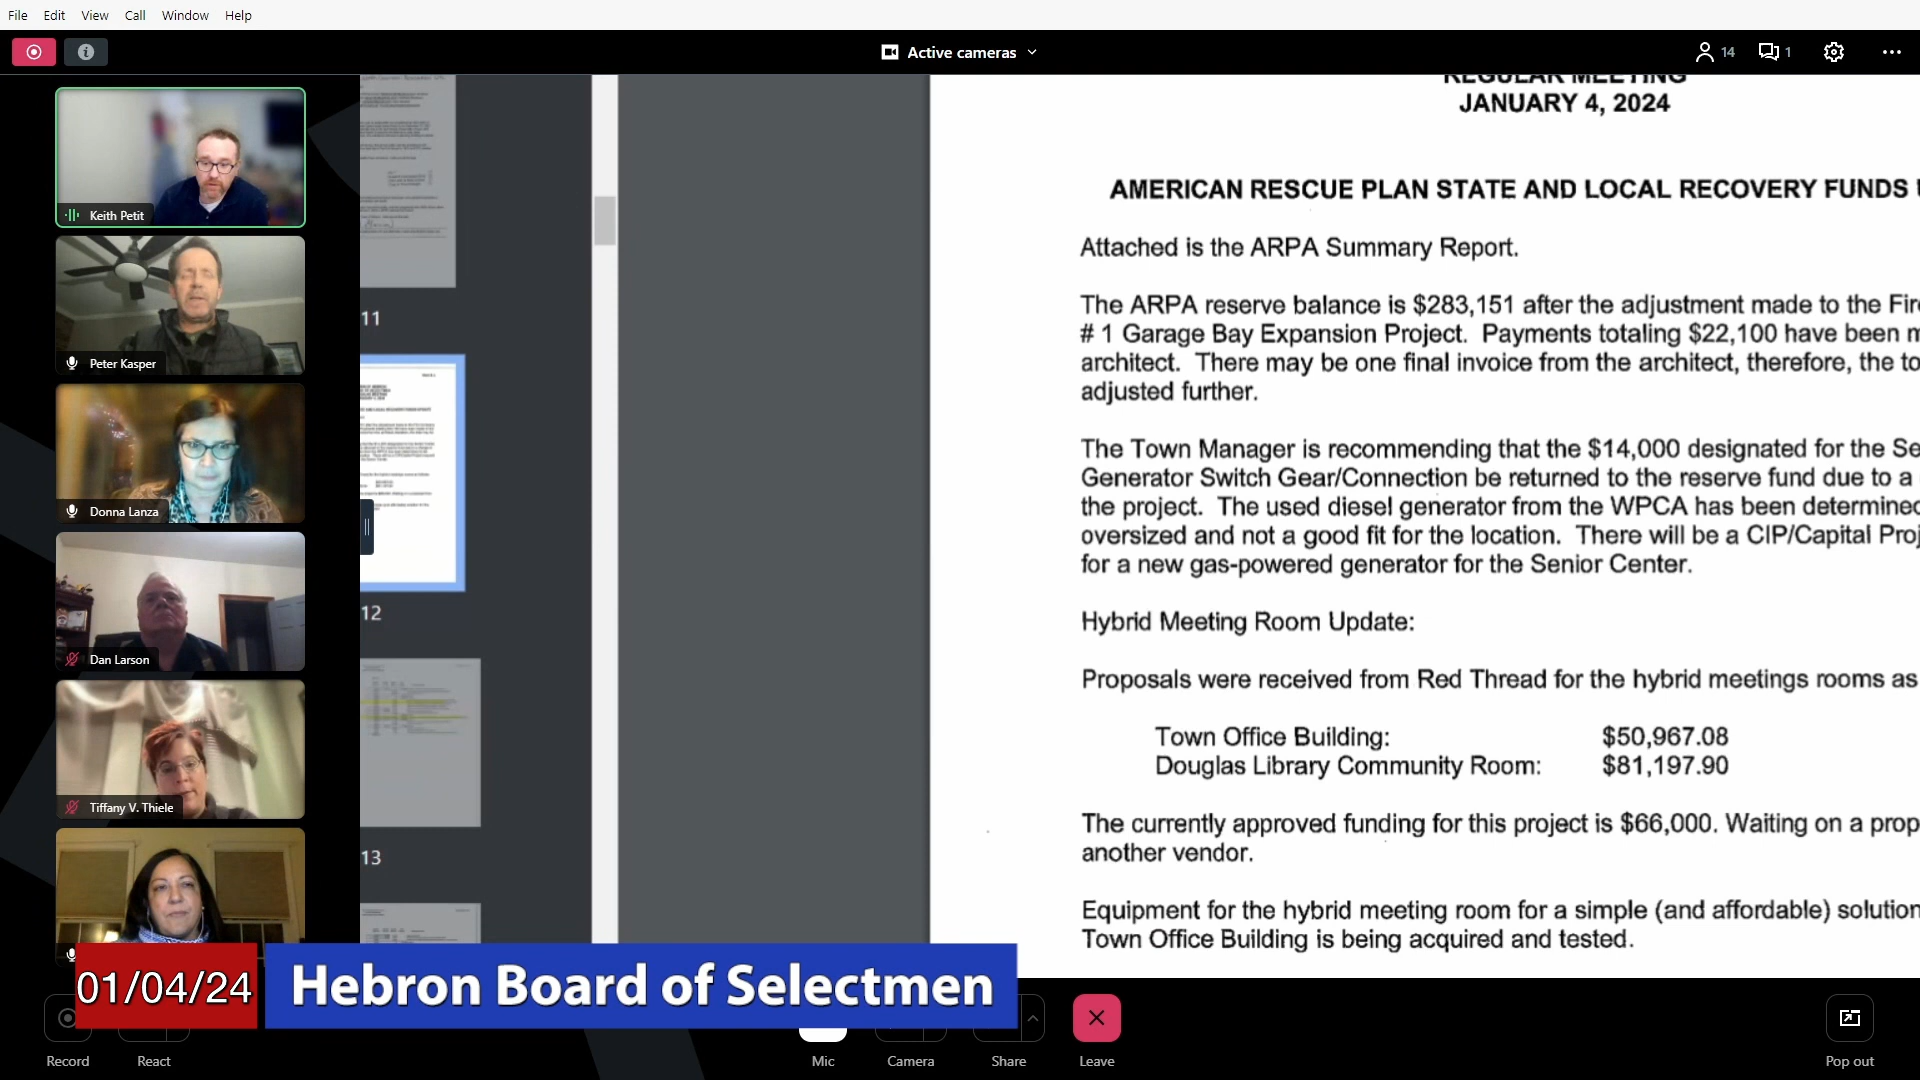 File Edit View Call Window Help
Active cameras
14
1
Keith Petit
Peter Kasper
Donna Lanza
Dan Larson
Tiffany V. Thiele
11
12
13
REGULAR MEETING
JANUARY 4, 2024
AMERICAN RESCUE PLAN STATE AND LOCAL RECOVERY FUNDS
Attached is the ARPA Summary Report.
The ARPA reserve balance is $283,151 after the adjustment made to the
# 1 Garage Bay Expansion Project. Payments totaling $22,100 have been
architect. There may be one final invoice from the architect, therefore, the
adjusted further.
The Town Manager is recommending that the $14,000 designated for the
Generator Switch Gear/Connection be returned to the reserve fund due to a
the project. The used diesel generator from the WPCA has been determined
oversized and not a good fit for the location. There will be a CIP/Capital
for a new gas-powered generator for the Senior Center.
Hybrid Meeting Room Update:
Proposals were received from Red Thread for the hybrid meetings rooms as
Town Office Building: $50,967.08
Douglas Library Community Room: $81,197.90
The currently approved funding for this project is $66,000. Waiting on a
another vendor.
Equipment for the hybrid meeting room for a simple (and affordable) solution
Town Office Building is being acquired and tested.
01/04/24
Hebron Board of Selectmen
Record React Mic Camera Share Leave Pop out